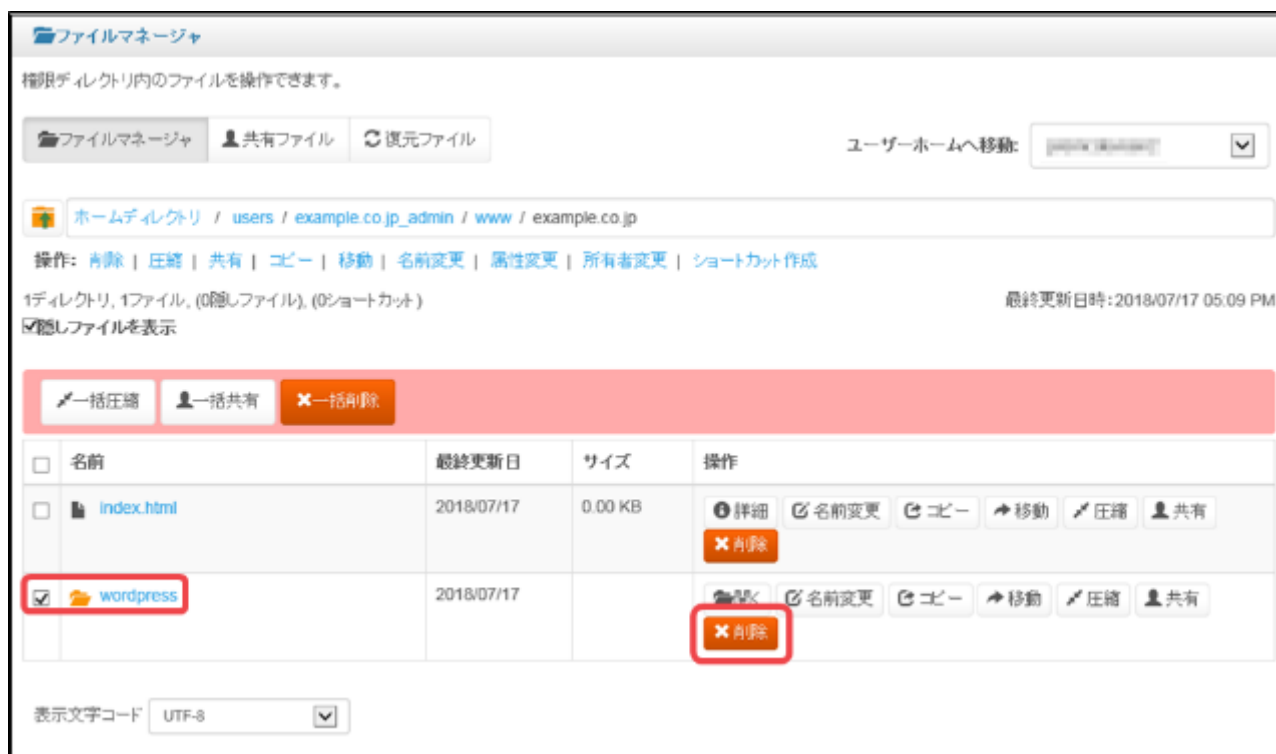 ファイルマネージャ
権限ディレクトリ内のファイルを操作できます。
ファイルマネージャ 共有ファイル 復元ファイル
ユーザーホームへ移動:
ホームディレクトリ / users / example.co.jp_admin / www / example.co.jp
操作: 削除 | 圧縮 | 共有 | コピー | 移動 | 名前変更 |属性変更 | 所有者変更 | ショートカット作成
1ディレクトリ, 1ファイル, (0隠しファイル), (0ショートカット) 最終更新日時:2018/07/17 05:09 PM
隠しファイルを表示
一括圧縮 一括共有 一括削除
名前 最終更新日 サイズ 操作
index.html 2018/07/17 0.00 KB 詳細 名前変更 コピー 移動 圧縮 共有
削除
wordpress 2018/07/17 開く 名前変更 コピー 移動 圧縮 共有
削除
表示文字コード UTF-8